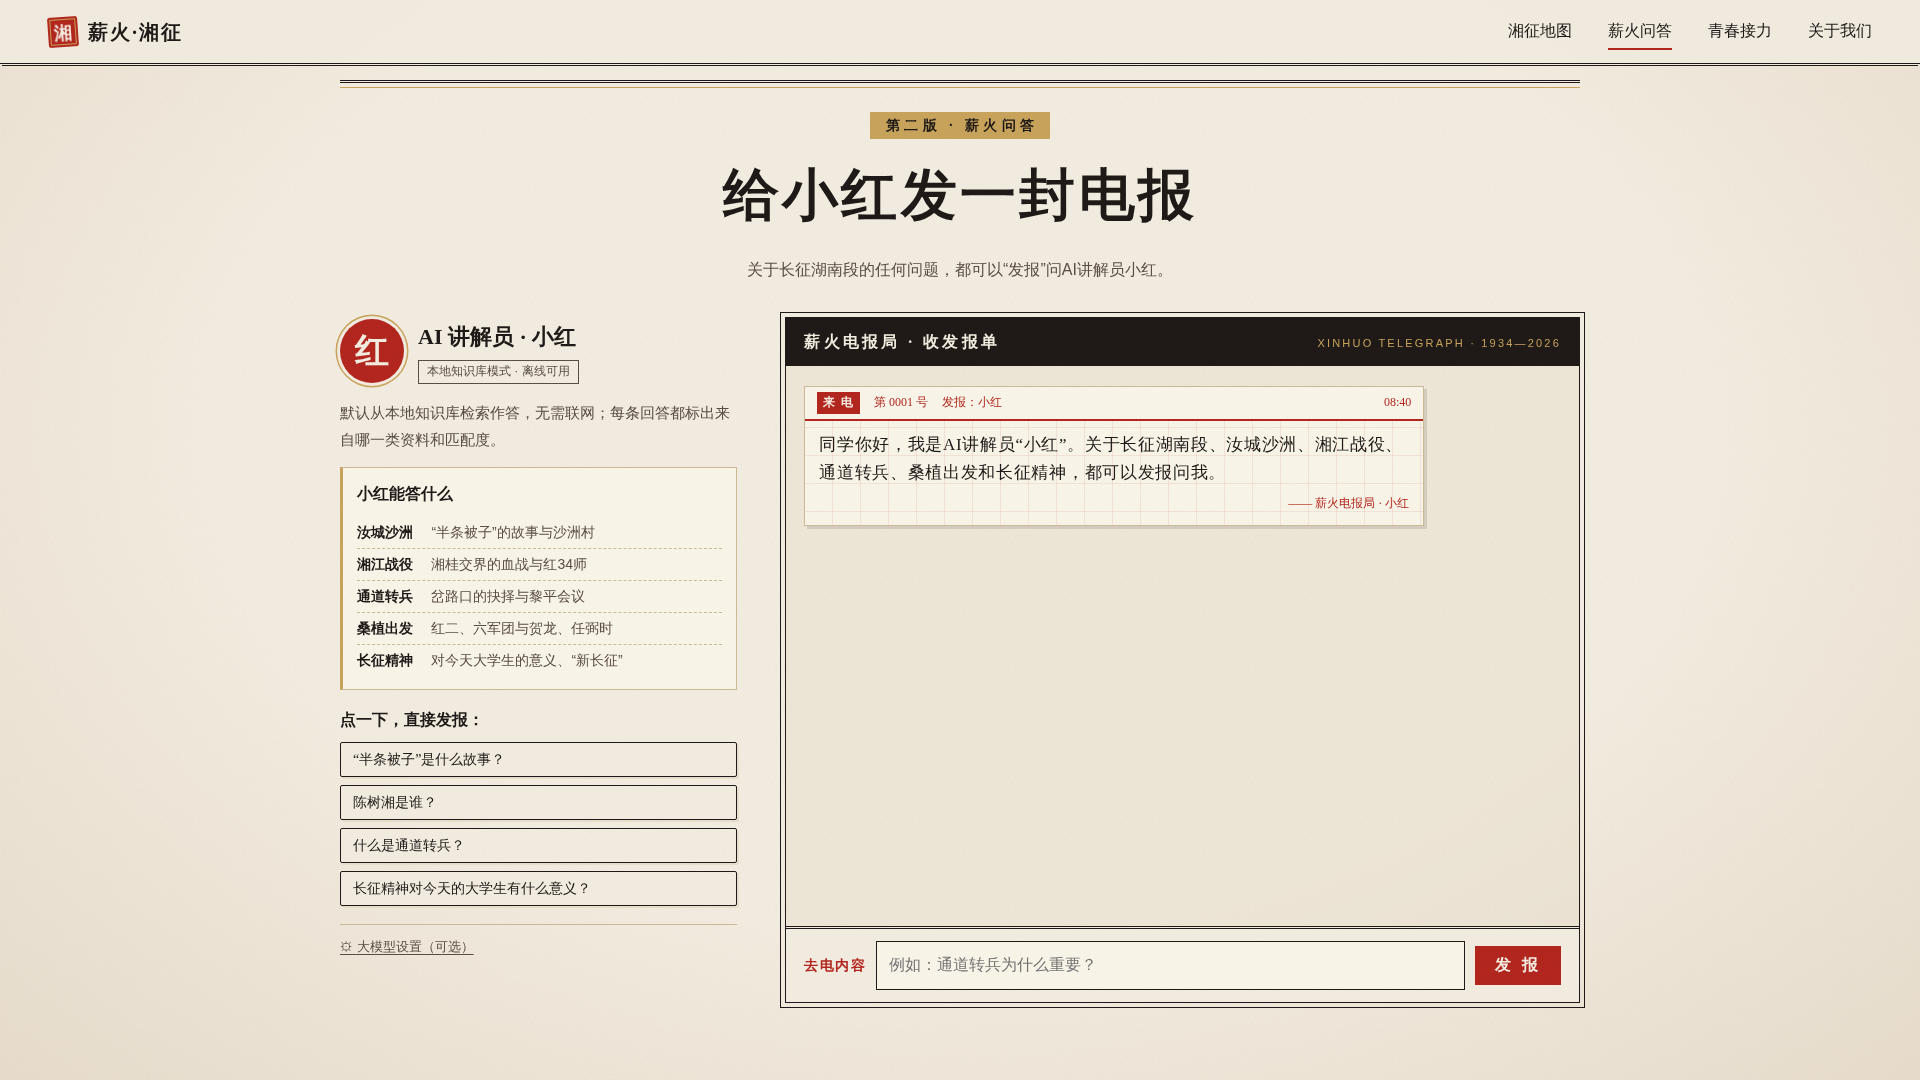 湘 薪火·湘征
湘征地图 薪火问答 青春接力 关于我们
第二版 · 薪火问答
给小红发一封电报
关于长征湖南段的任何问题，都可以“发报”问AI讲解员小红。
红
AI 讲解员 · 小红
本地知识库模式 · 离线可用
默认从本地知识库检索作答，无需联网；每条回答都标出来
自哪一类资料和匹配度。
小红能答什么
汝城沙洲 “半条被子”的故事与沙洲村
湘江战役 湘桂交界的血战与红34师
通道转兵 岔路口的抉择与黎平会议
桑植出发 红二、六军团与贺龙、任弼时
长征精神 对今天大学生的意义、“新长征”
点一下，直接发报：
“半条被子”是什么故事？
陈树湘是谁？
什么是通道转兵？
长征精神对今天的大学生有什么意义？
⚙ 大模型设置（可选）
薪火电报局 · 收发报单
XINHUO TELEGRAPH · 1934—2026
来电 第 0001 号 发报：小红 08:40
同学你好，我是AI讲解员“小红”。关于长征湖南段、汝城沙洲、湘江战役、
通道转兵、桑植出发和长征精神，都可以发报问我。
—— 薪火电报局 · 小红
去电内容 例如：通道转兵为什么重要？ 发 报